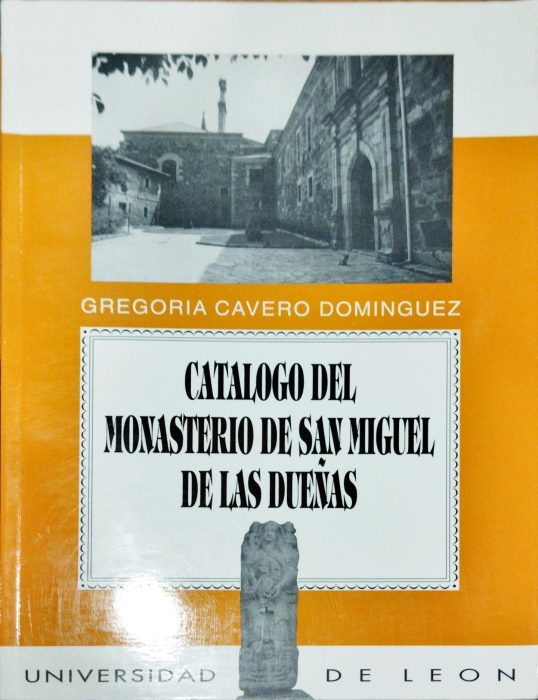 GREGORIA CAVERO DOMINGUEZ
CATALOGO DEL
MONASTERIO DE SAN MIGUEL
DE LAS DUEÑAS
UNIVERSIDAD DE LEON